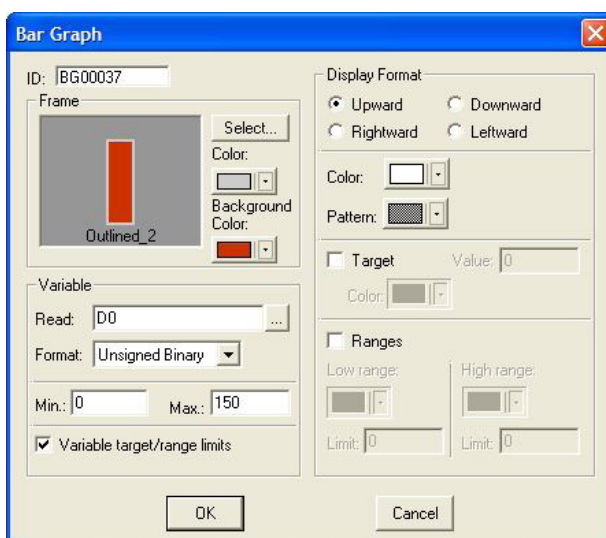 Bar Graph
ID: BG00037
Frame
Select...
Color:
Background
Color:
Outlined_2
Variable
Read: D0 ...
Format: Unsigned Binary
Min.: 0 Max.: 150
Variable target/range limits
Display Format
Upward Downward
Rightward Leftward
Color:
Pattern:
Target Value: 0
Color:
Ranges
Low range: High range:
Limit: 0 Limit: 0
OK Cancel